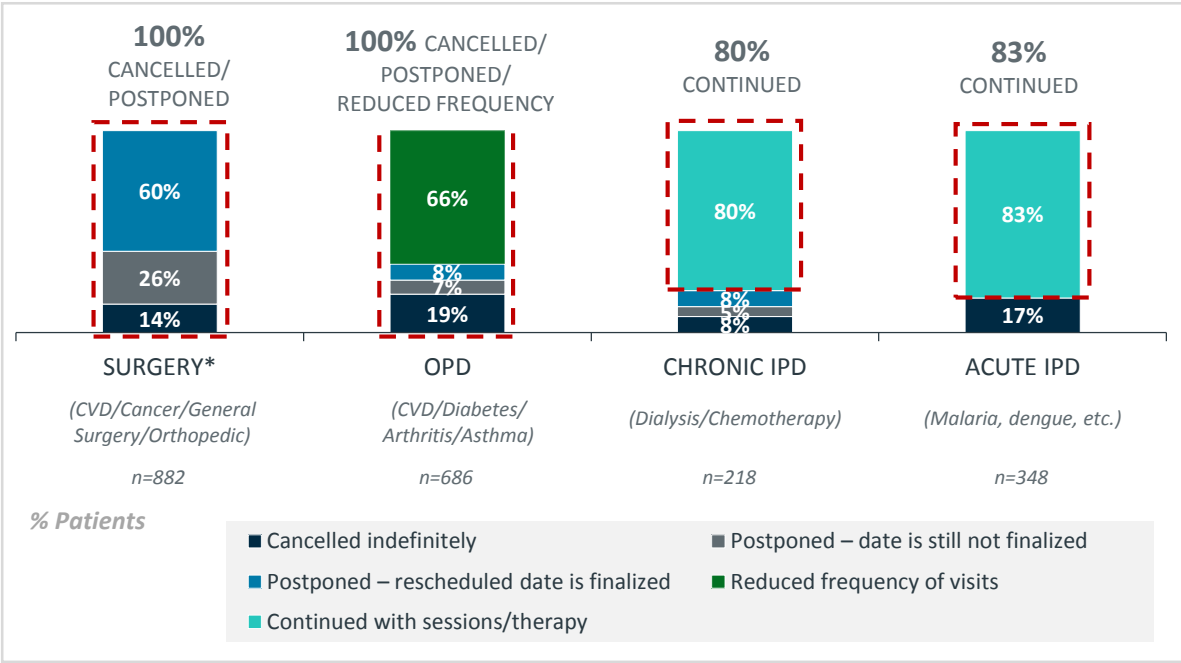 100%
CANCELLED/
POSTPONED
100% CANCELLED/
POSTPONED/
REDUCED FREQUENCY
80%
CONTINUED
83%
CONTINUED
60%
26%
14%
66%
8%
7%
19%
80%
8%
5%
8%
83%
17%
SURGERY*
(CVD/Cancer/General
Surgery/Orthopedic)
n=882
OPD
(CVD/Diabetes/
Arthritis/Asthma)
n=686
CHRONIC IPD
(Dialysis/Chemotherapy)
n=218
ACUTE IPD
(Malaria, dengue, etc.)
n=348
% Patients
Cancelled indefinitely
Postponed – date is still not finalized
Postponed – rescheduled date is finalized
Reduced frequency of visits
Continued with sessions/therapy